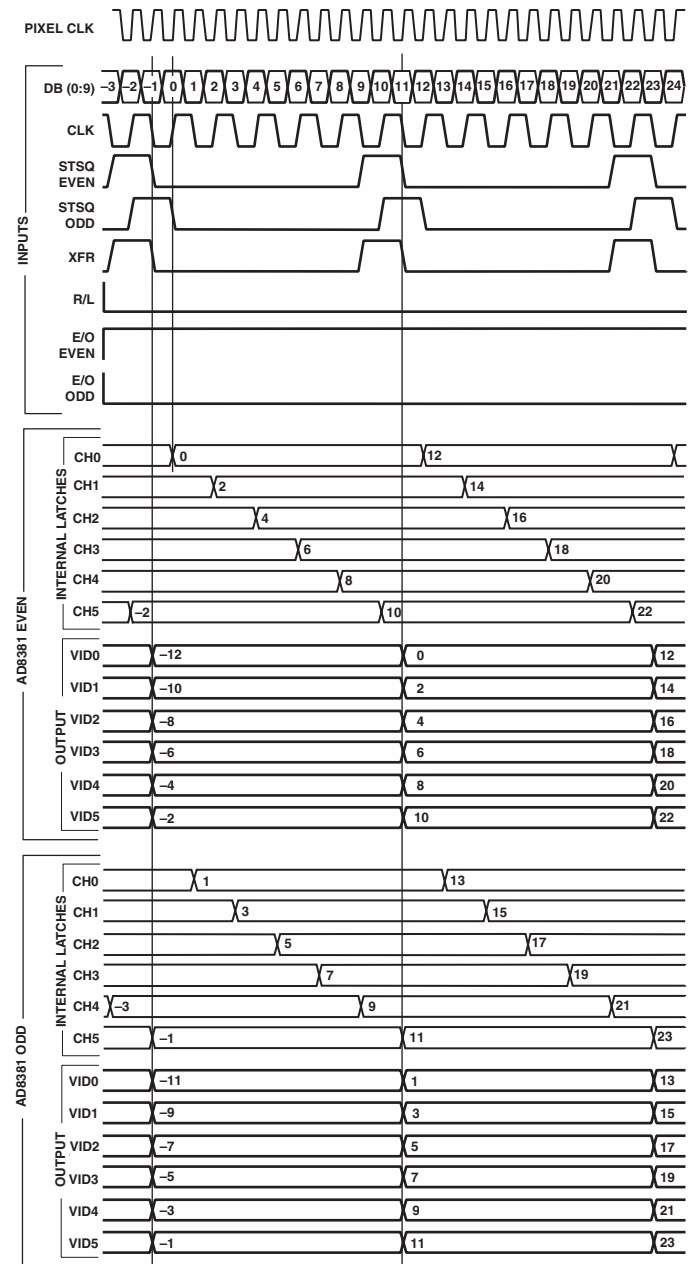 PIXEL CLK
INPUTS
DB (0:9) –3 –2 –1 0 1 2 3 4 5 6 7 8 9 10 11 12 13 14 15 16 17 18 19 20 21 22 23 24
CLK
STSQ
EVEN
STSQ
ODD
XFR
R/L
E/O
EVEN
E/O
ODD
AD8381 EVEN
INTERNAL LATCHES
CH0 0 12
CH1 2 14
CH2 4 16
CH3 6 18
CH4 8 20
CH5 –2 10 22
OUTPUT
VID0 –12 0 12
VID1 –10 2 14
VID2 –8 4 16
VID3 –6 6 18
VID4 –4 8 20
VID5 –2 10 22
AD8381 ODD
INTERNAL LATCHES
CH0 1 13
CH1 3 15
CH2 5 17
CH3 7 19
CH4 –3 9 21
CH5 –1 11 23
OUTPUT
VID0 –11 1 13
VID1 –9 3 15
VID2 –7 5 17
VID3 –5 7 19
VID4 –3 9 21
VID5 –1 11 23